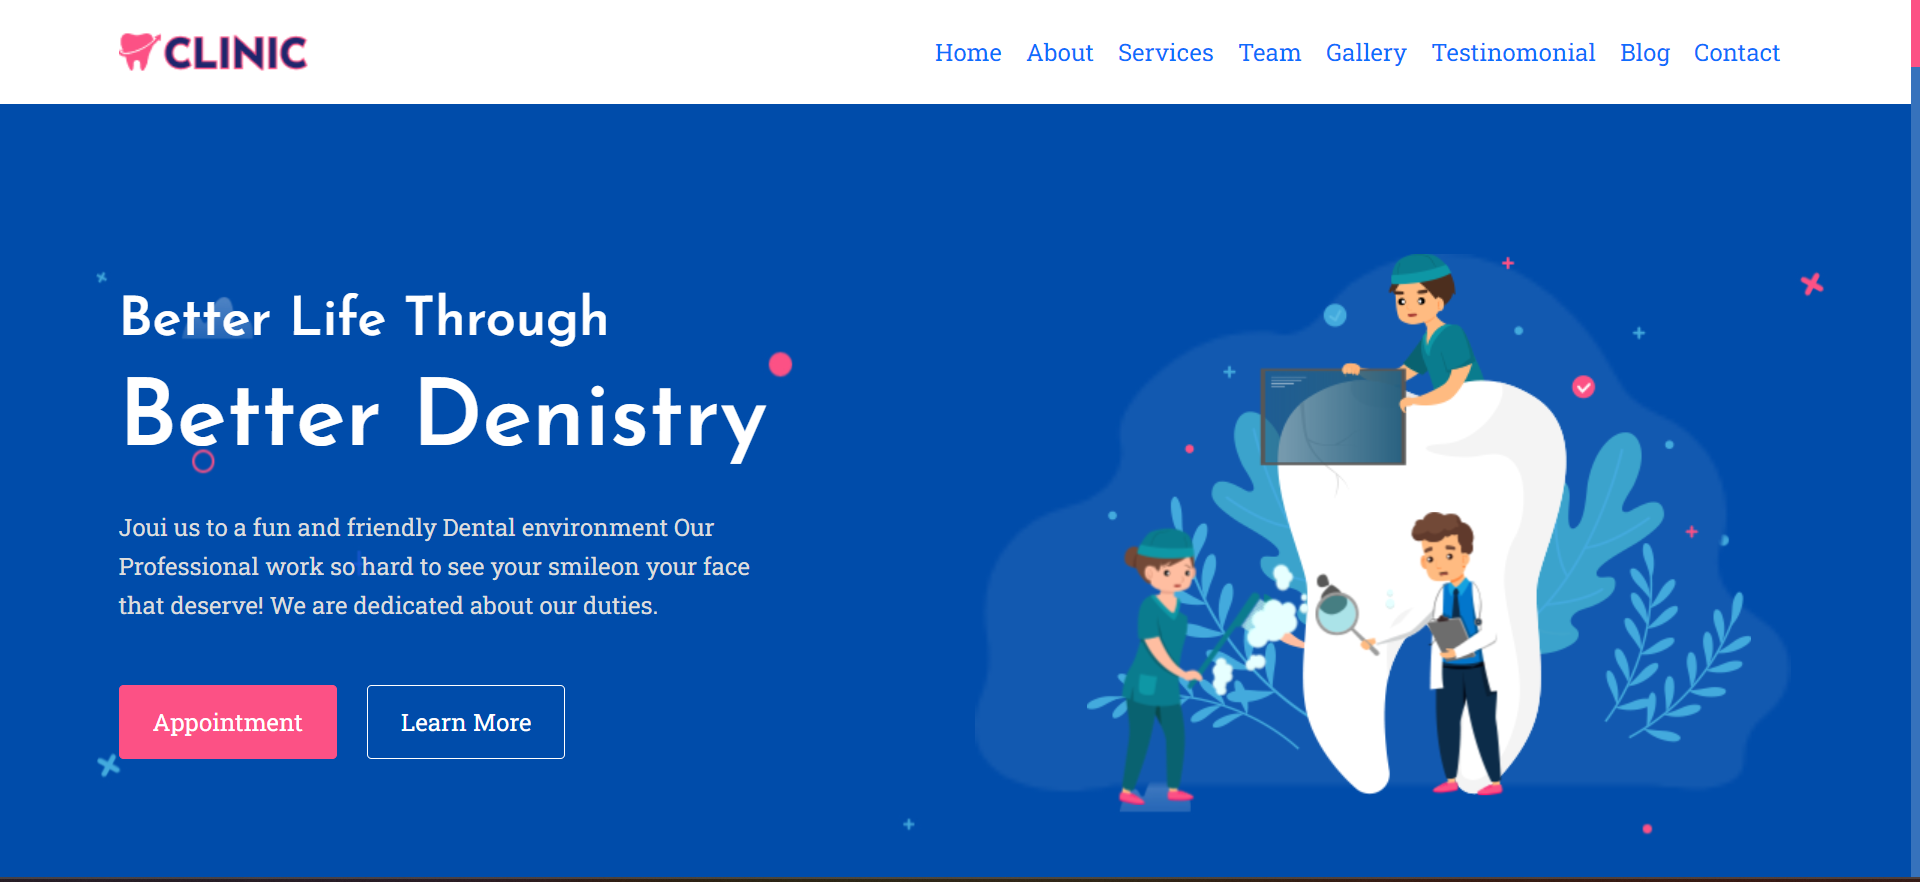 CLINIC
Home About Services Team Gallery Testinomonial Blog Contact
Better Life Through
Better Denistry
Joui us to a fun and friendly Dental environment Our
Professional work so hard to see your smileon your face
that deserve! We are dedicated about our duties.
Appointment Learn More